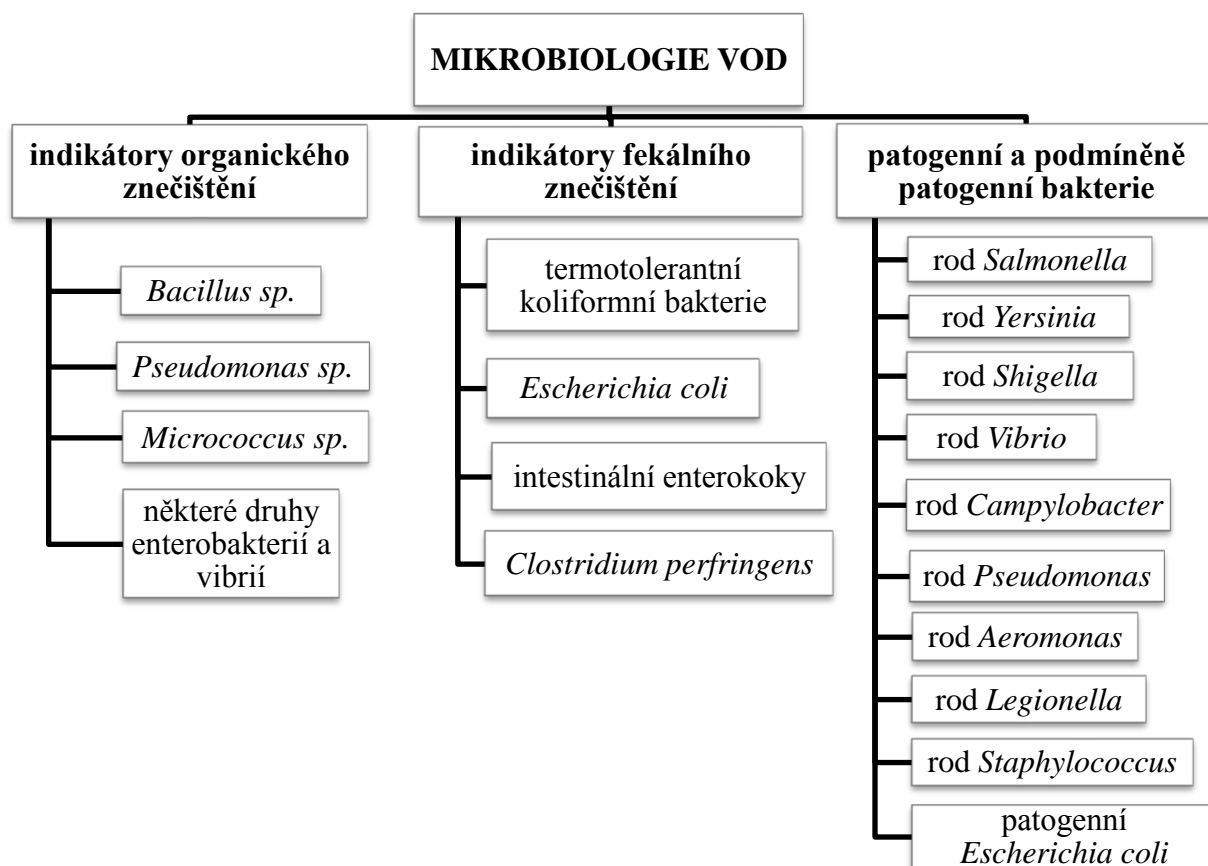 MIKROBIOLOGIE VOD
indikátory organického
znečištění
Bacillus sp.
Pseudomonas sp.
Micrococcus sp.
některé druhy
enterobakterií a
vibrií
indikátory fekálního
znečištění
termotolerantní
koliformní bakterie
Escherichia coli
intestinální enterokoky
Clostridium perfringens
patogenní a podmíněně
patogenní bakterie
rod Salmonella
rod Yersinia
rod Shigella
rod Vibrio
rod Campylobacter
rod Pseudomonas
rod Aeromonas
rod Legionella
rod Staphylococcus
patogenní
Escherichia coli